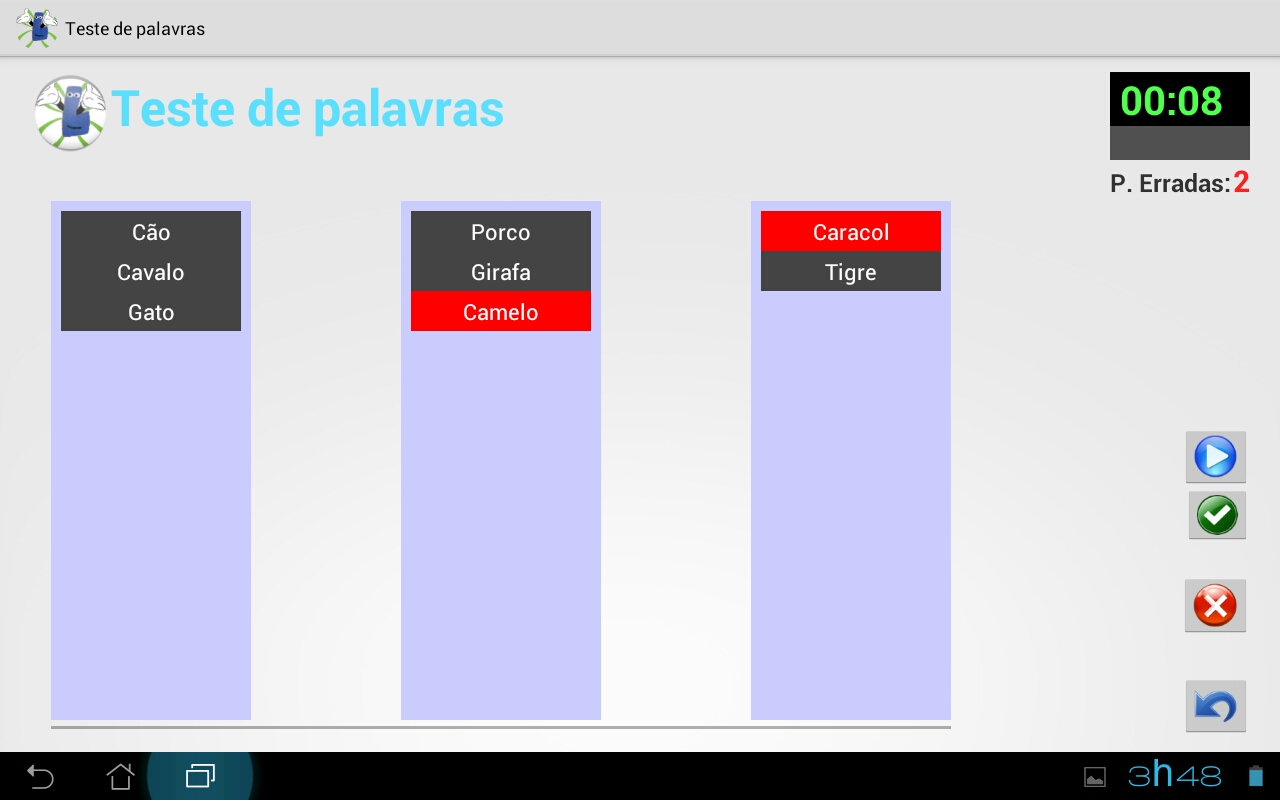 Teste de palavras
Teste de palavras
00:08
P. Erradas: 2
Cão
Cavalo
Gato
Porco
Girafa
Camelo
Caracol
Tigre
3h48